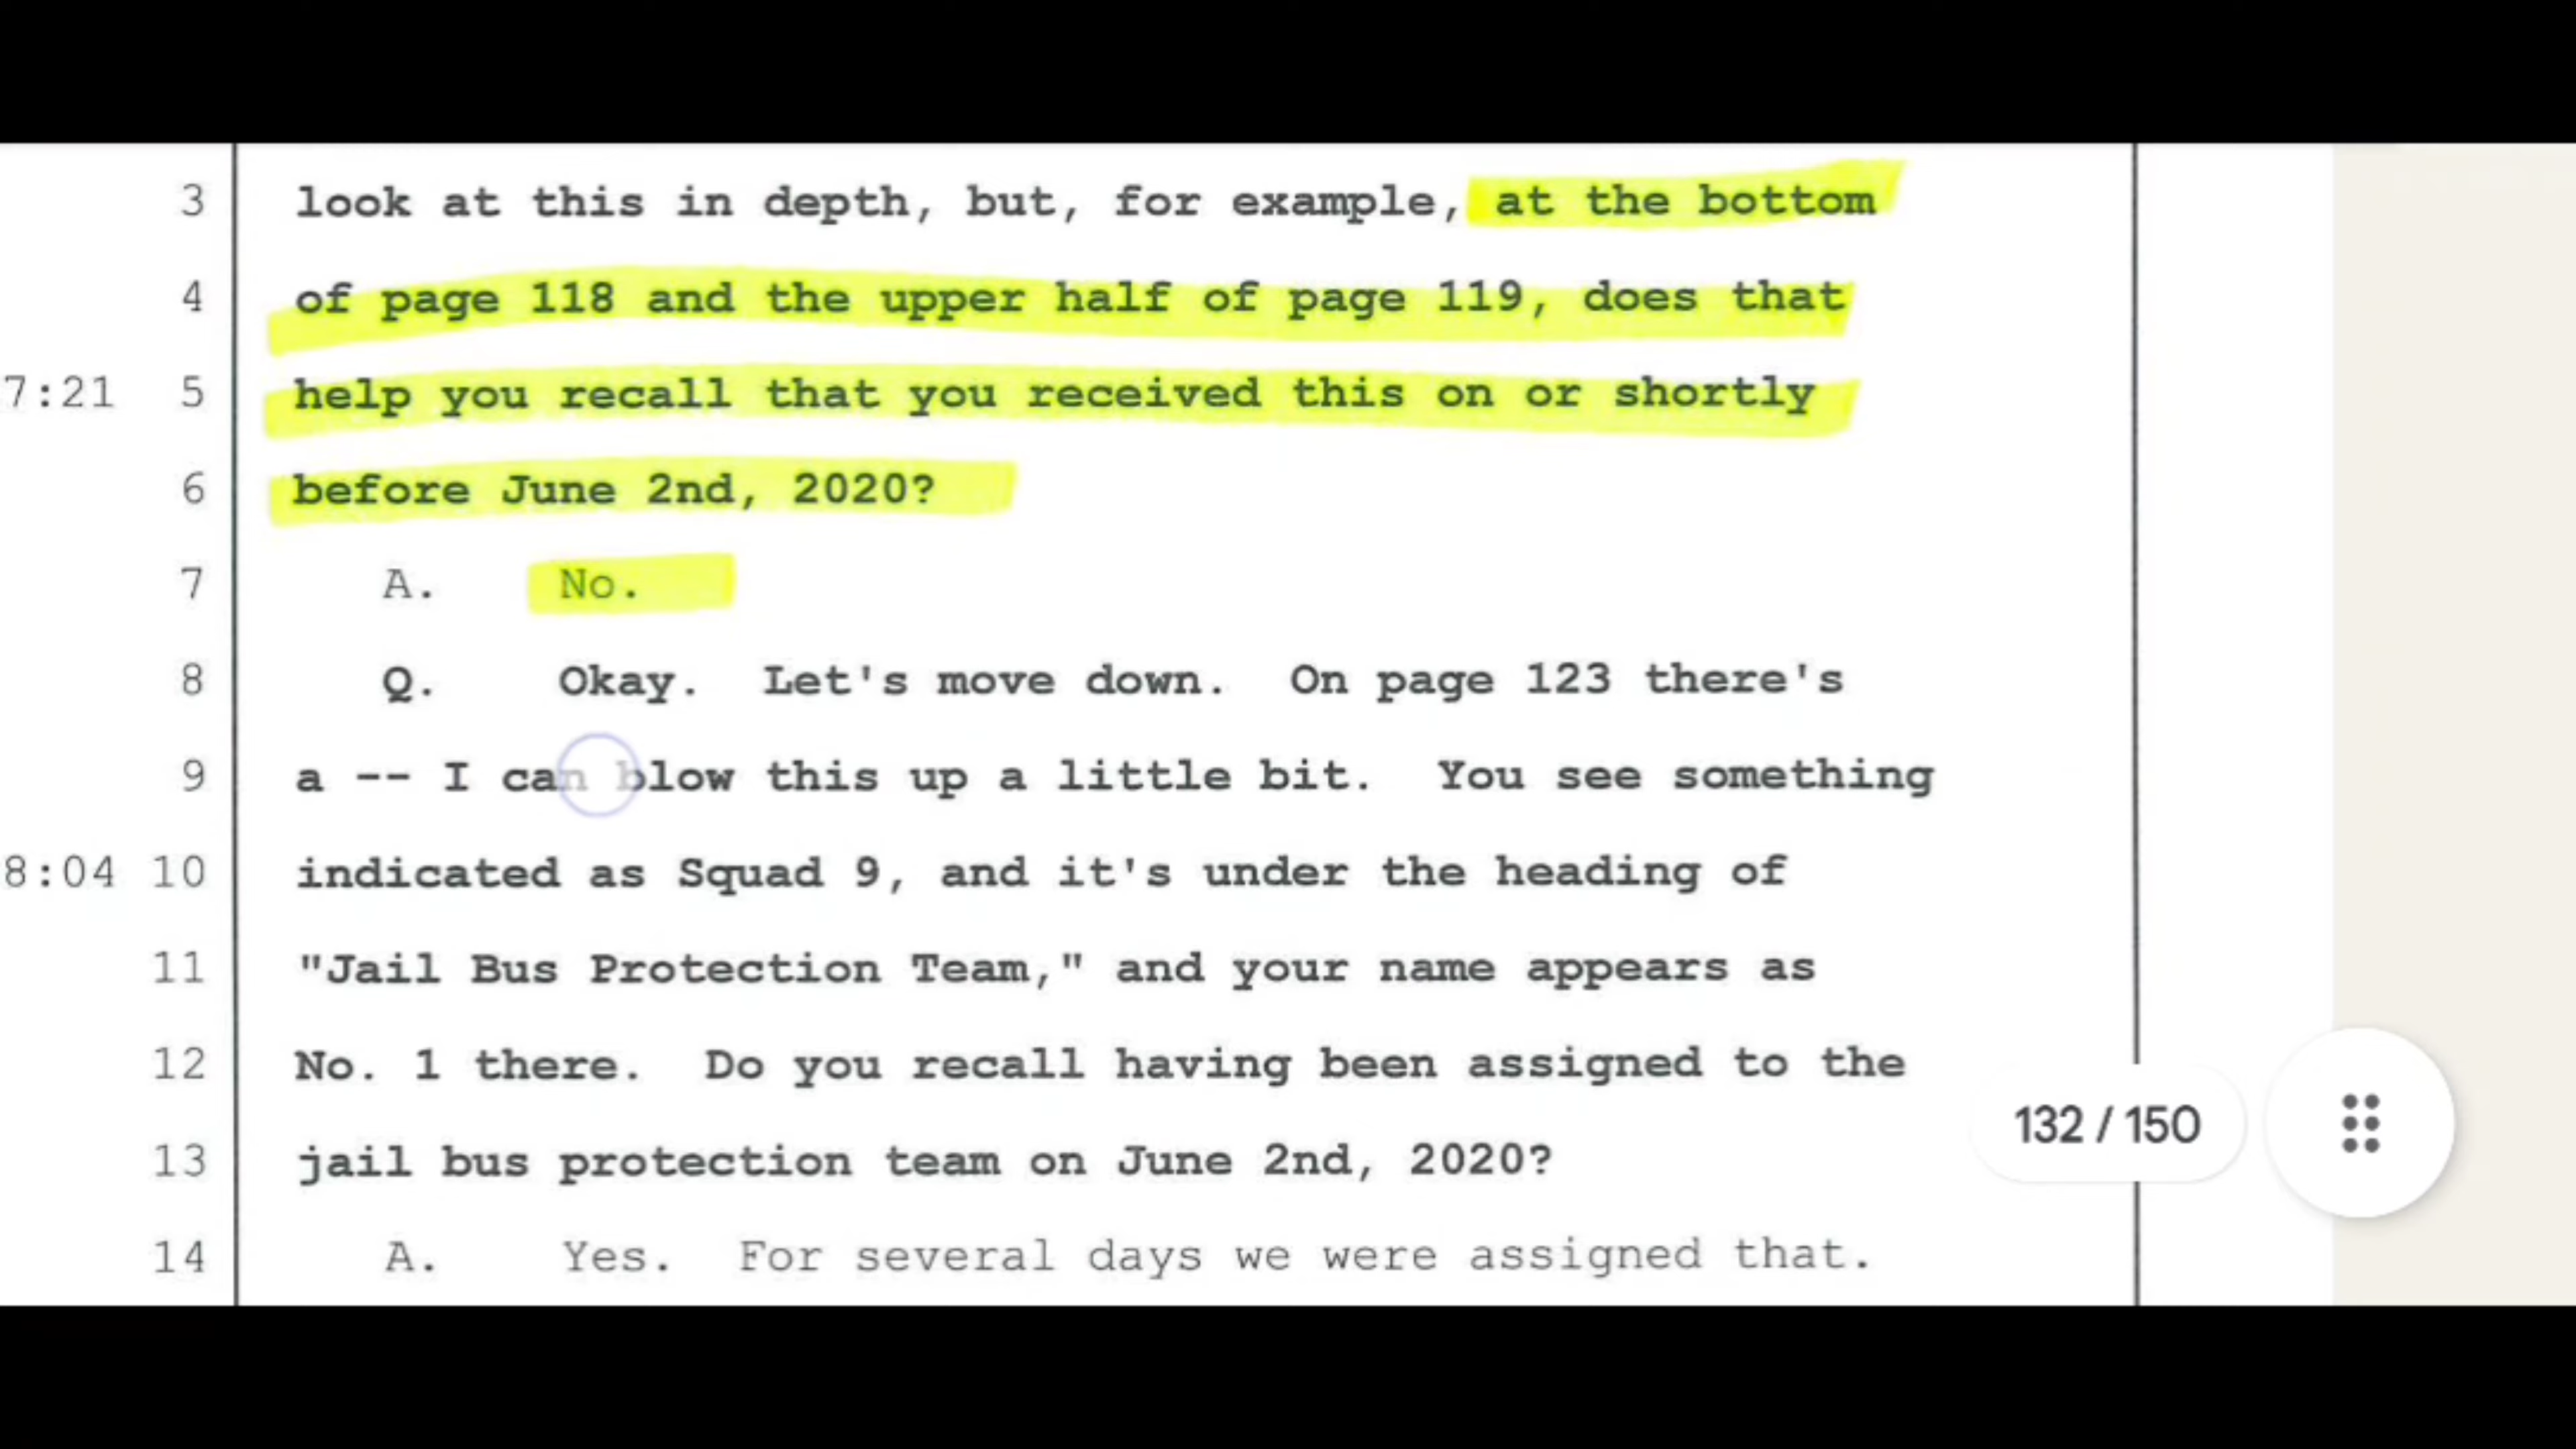 3 look at this in depth, but, for example, at the bottom
4 of page 118 and the upper half of page 119, does that
7:21 5 help you recall that you received this on or shortly
6 before June 2nd, 2020?
7 A. No.
8 Q. Okay. Let's move down. On page 123 there's
9 a -- I can blow this up a little bit. You see something
8:04 10 indicated as Squad 9, and it's under the heading of
11 "Jail Bus Protection Team," and your name appears as
12 No. 1 there. Do you recall having been assigned to the
13 jail bus protection team on June 2nd, 2020?
132 / 150
14 A. Yes. For several days we were assigned that.